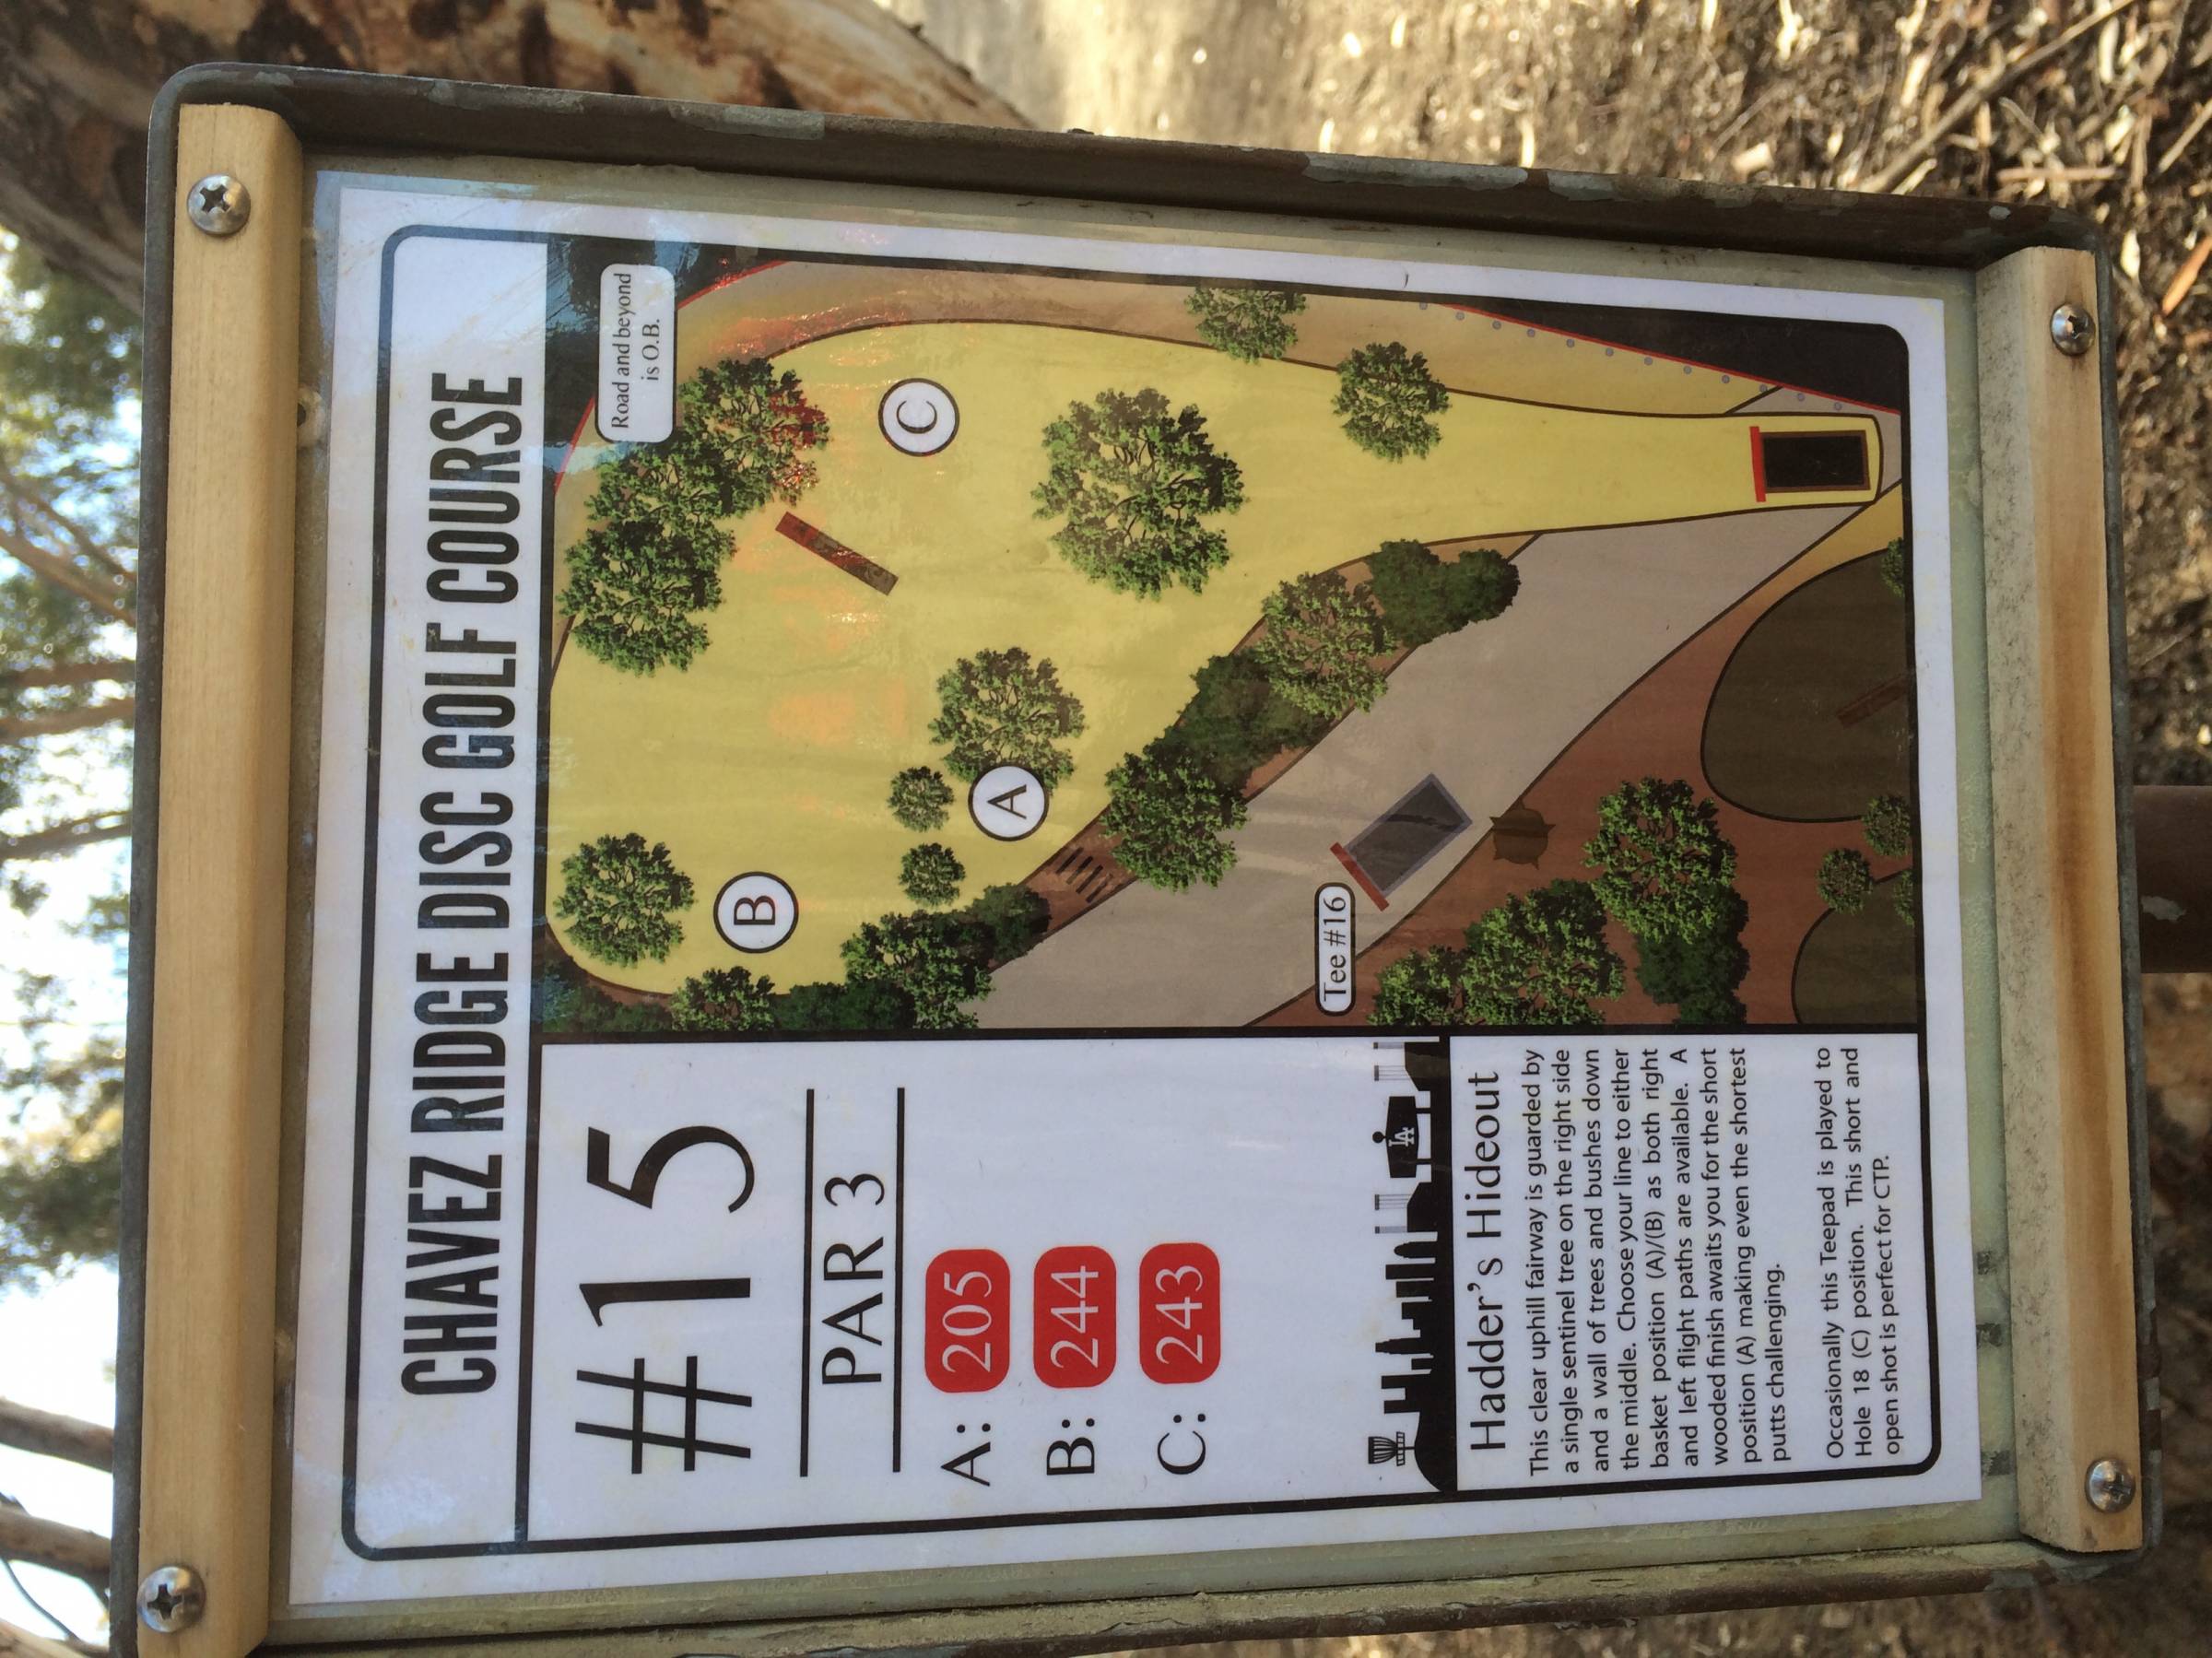 CHAVEZ RIDGE DISC GOLF COURSE
#15
PAR 3
A: 205
B: 244
C: 243
LA
Hadder's Hideout
This clear uphill fairway is guarded by
a single sentinel tree on the right side
and a wall of trees and bushes down
the middle. Choose your line to either
basket position (A)/(B) as both right
and left flight paths are available. A
wooded finish awaits you for the short
position (A) making even the shortest
putts challenging.
Occasionally this Teepad is played to
Hole 18 (C) position. This short and
open shot is perfect for CTP.
Road and beyond
is O.B.
C
A
B
Tee #16